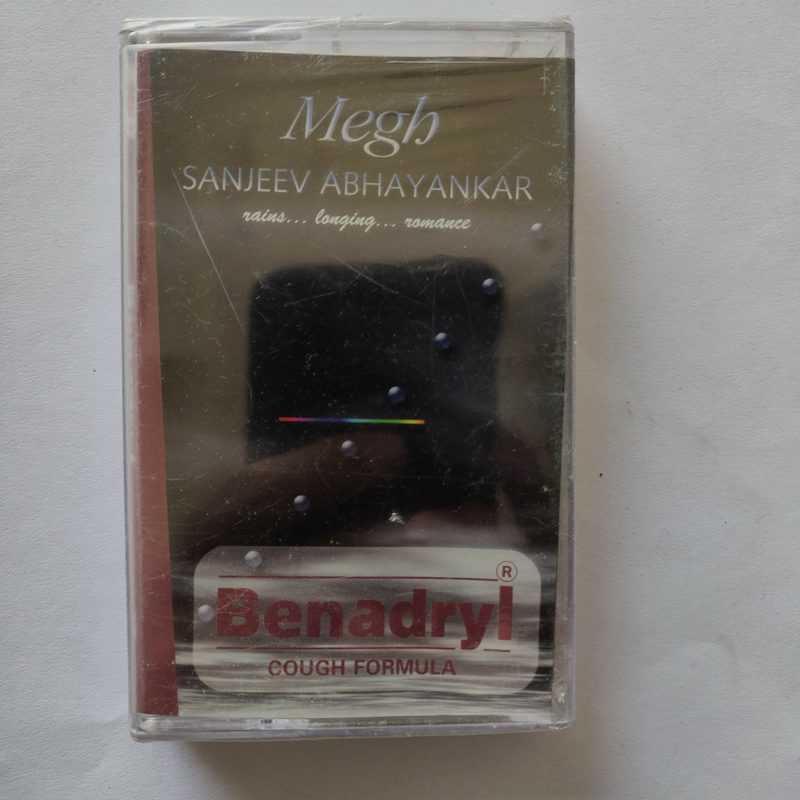 Megh
SANJEEV ABHAYANKAR
rains... longing... romance
Benadryl®
COUGH FORMULA